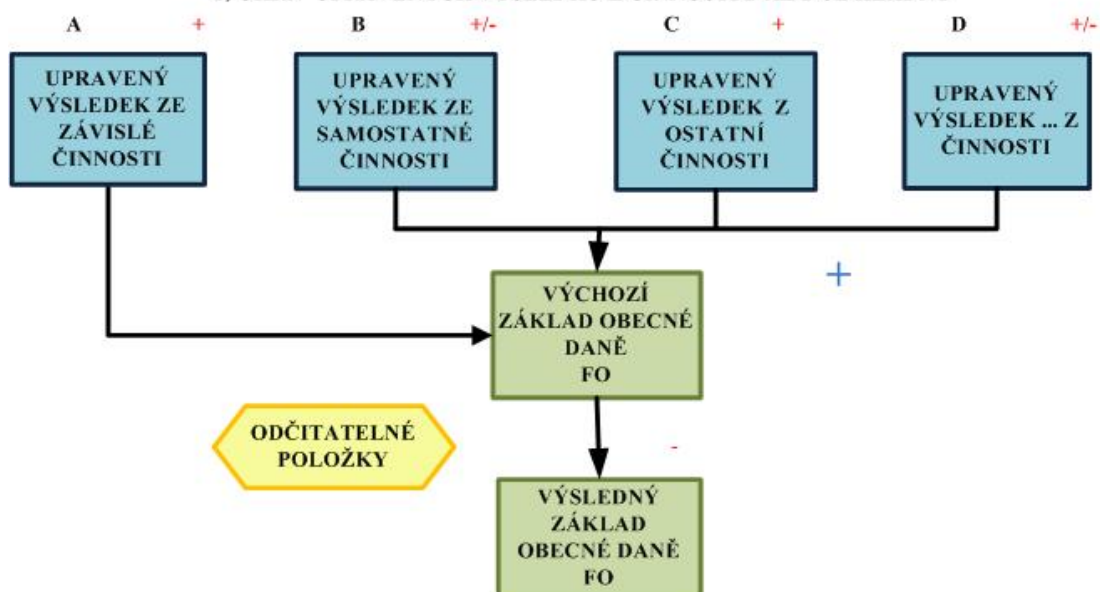 A + B +/- C + D +/-
UPRAVENÝ
VÝSLEDEK ZE
ZÁVISLÉ
ČINNOSTI
UPRAVENÝ
VÝSLEDEK ZE
SAMOSTATNÉ
ČINNOSTI
UPRAVENÝ
VÝSLEDEK Z
OSTATNÍ
ČINNOSTI
UPRAVENÝ
VÝSLEDEK ... Z
ČINNOSTI
+
VÝCHOZÍ
ZÁKLAD OBECNÉ
DANĚ
FO
ODČITATELNÉ
POLOŽKY
-
VÝSLEDNÝ
ZÁKLAD
OBECNÉ DANĚ
FO